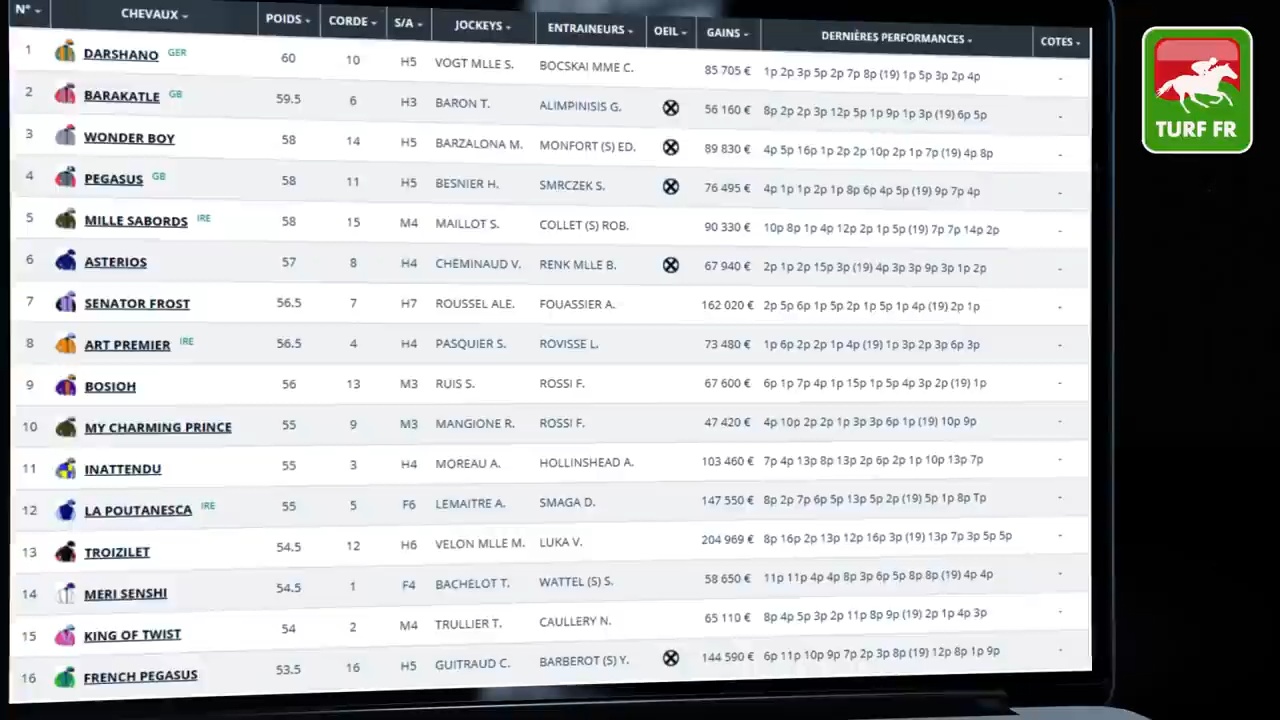 N° CHEVAUX POIDS CORDE S/A JOCKEYS ENTRAINEURS OEIL GAINS DERNIÈRES PERFORMANCES COTES
1 DARSHANO GER 60 10 H5 VOGT MLLE S. BOCSKAI MME C. 85 705 € 1p 2p 3p 5p 2p 7p 8p (19) 1p 5p 3p 2p 4p -
2 BARAKATLE GB 59.5 6 H3 BARON T. ALIMPINISIS G. 56 160 € 8p 2p 2p 3p 12p 5p 1p 9p 1p 3p (19) 6p 5p -
3 WONDER BOY 58 14 H5 BARZALONA M. MONFORT (S) ED. 89 830 € 4p 5p 16p 1p 2p 2p 10p 2p 1p 7p (19) 4p 8p -
4 PEGASUS GB 58 11 H5 BESNIER H. SMRCZEK S. 76 495 € 4p 1p 1p 2p 1p 8p 6p 4p 5p (19) 9p 7p 4p -
5 MILLE SABORDS IRE 58 15 M4 MAILLOT S. COLLET (S) ROB. 90 330 € 10p 8p 1p 4p 12p 2p 1p 5p (19) 7p 7p 14p 2p -
6 ASTERIOS 57 8 H4 CHEMINAUD V. RENK MLLE B. 67 940 € 2p 1p 2p 15p 3p (19) 4p 3p 3p 9p 3p 1p 2p -
7 SENATOR FROST 56.5 7 H7 ROUSSEL ALE. FOUASSIER A. 162 020 € 2p 5p 6p 1p 5p 2p 1p 5p 1p 4p (19) 2p 1p -
8 ART PREMIER IRE 56.5 4 H4 PASQUIER S. ROVISSE L. 73 480 € 1p 6p 2p 2p 1p 4p (19) 1p 3p 2p 3p 6p 3p -
9 BOSIOH 56 13 M3 RUIS S. ROSSI F. 67 600 € 6p 1p 7p 4p 1p 15p 1p 5p 4p 3p 2p (19) 1p -
10 MY CHARMING PRINCE 55 9 M3 MANGIONE R. ROSSI F. 47 420 € 4p 10p 2p 2p 1p 3p 3p 6p 1p (19) 10p 9p -
11 INATTENDU 55 3 H4 MOREAU A. HOLLINSHEAD A. 103 460 € 7p 4p 13p 8p 13p 2p 6p 2p 1p 10p 13p 7p -
12 LA POUTANESCA IRE 55 5 F6 LEMAITRE A. SMAGA D. 147 550 € 8p 2p 7p 6p 5p 13p 5p 2p (19) 5p 1p 8p Tp -
13 TROIZILET 54.5 12 H6 VELON MLLE M. LUKA V. 204 969 € 8p 16p 2p 13p 12p 16p 3p (19) 13p 7p 3p 5p 5p -
14 MERI SENSHI 54.5 1 F4 BACHELOT T. WATTEL (S) S. 58 650 € 11p 11p 4p 4p 8p 3p 6p 5p 8p 8p (19) 4p 4p -
15 KING OF TWIST 54 2 M4 TRULLIER T. CAULLERY N. 65 110 € 8p 4p 5p 3p 2p 11p 8p 9p (19) 2p 1p 4p 3p -
16 FRENCH PEGASUS 53.5 16 H5 GUITRAUD C. BARBEROT (S) Y. 144 590 € 6p 11p 10p 9p 7p 2p 3p 8p (19) 12p 8p 1p 9p -
TURF FR